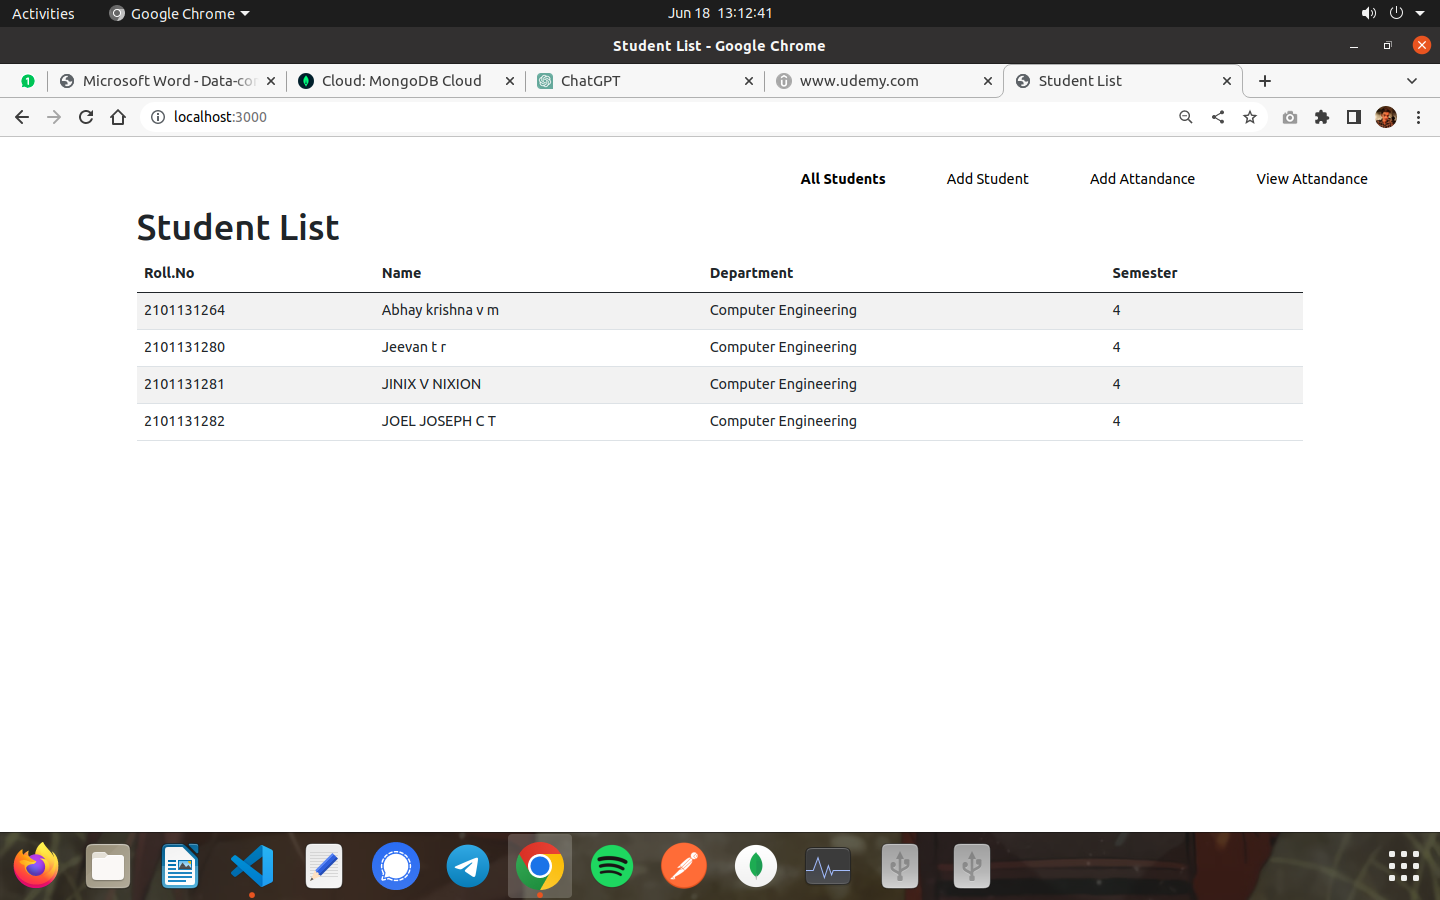 Activities Google Chrome Jun 18 13:12:41
Student List - Google Chrome
1 Microsoft Word - Data-co Cloud: MongoDB Cloud ChatGPT www.udemy.com Student List
localhost:3000
All Students Add Student Add Attandance View Attandance
Student List
Roll.No Name Department Semester
2101131264 Abhay krishna v m Computer Engineering 4
2101131280 Jeevan t r Computer Engineering 4
2101131281 JINIX V NIXION Computer Engineering 4
2101131282 JOEL JOSEPH C T Computer Engineering 4